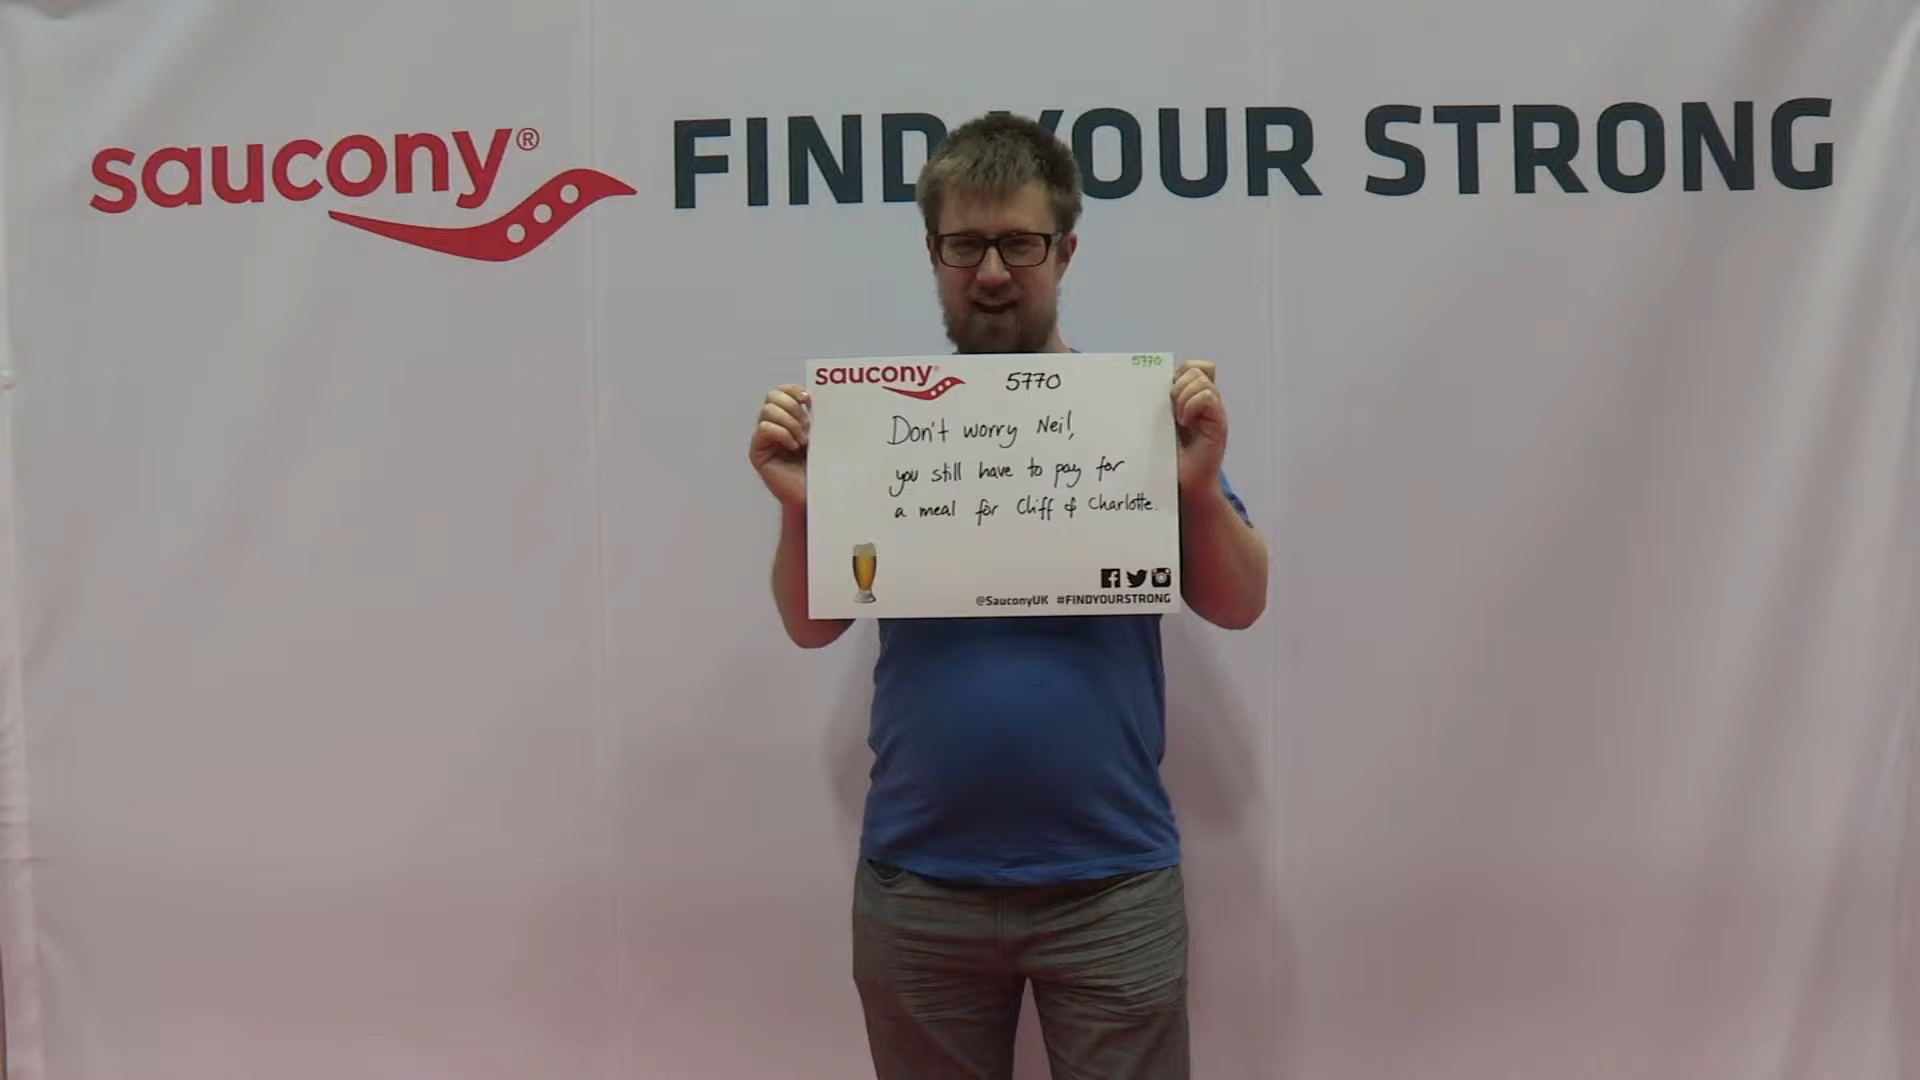 saucony® FIND YOUR STRONG
saucony®
5770
5770
Don't worry Neil,
you still have to pay for
a meal for Cliff & Charlotte.
@SauconyUK #FINDYOURSTRONG